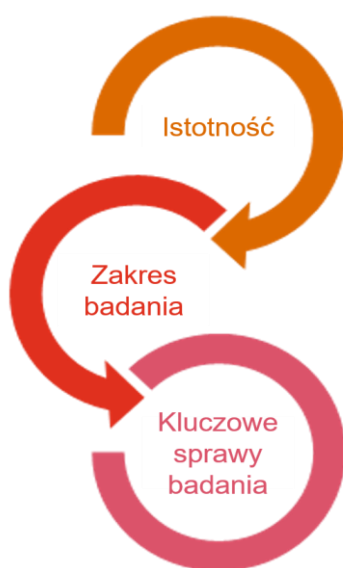 Istotność
Zakres
badania
Kluczowe
sprawy
badania